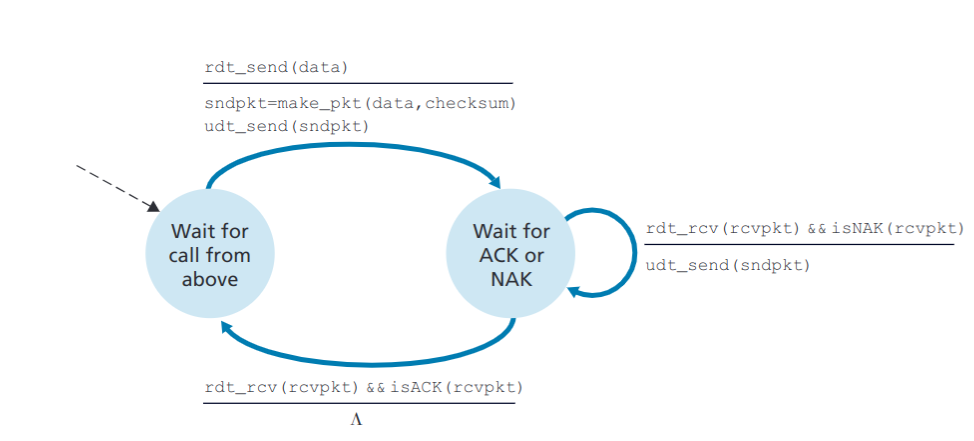 rdt_send(data)
sndpkt=make_pkt(data,checksum)
udt_send(sndpkt)
Wait for
call from
above
Wait for
ACK or
NAK
rdt_rcv(rcvpkt) && isNAK(rcvpkt)
udt_send(sndpkt)
rdt_rcv(rcvpkt) && isACK(rcvpkt)
Λ